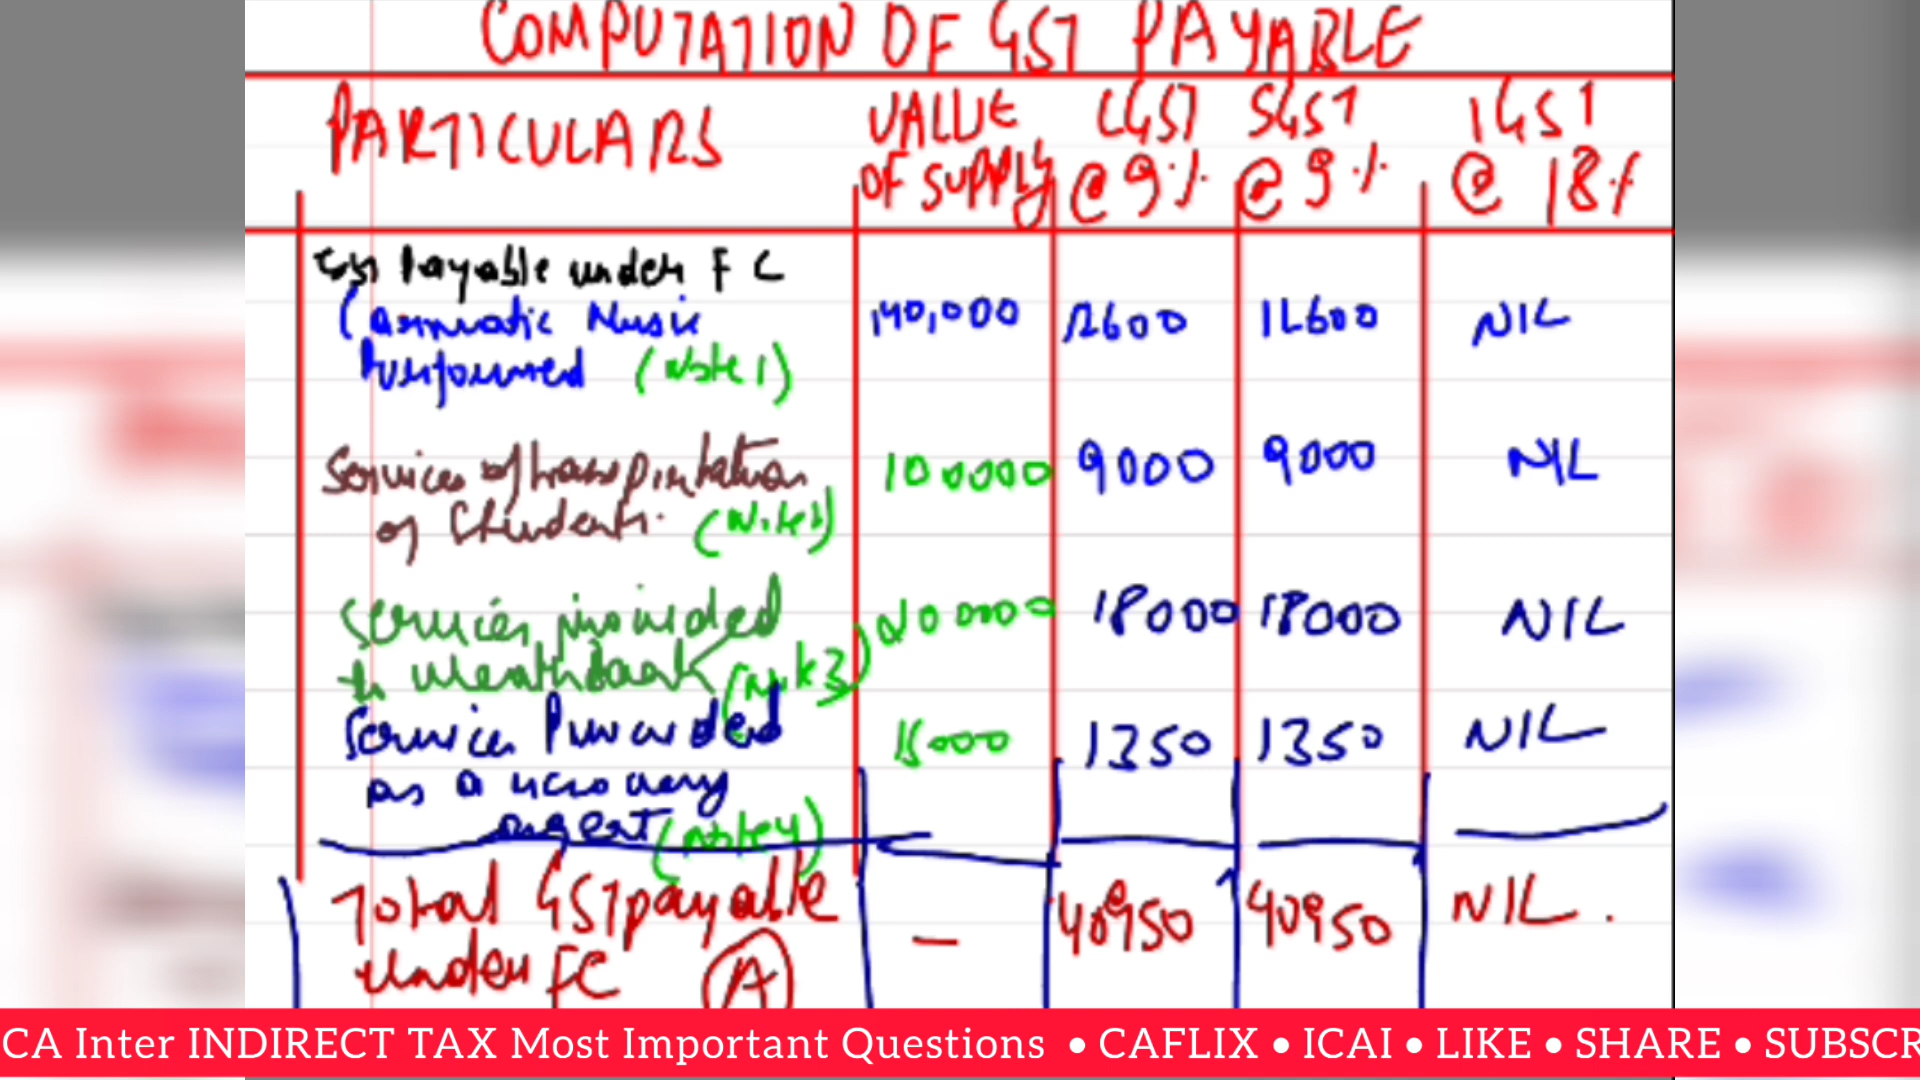 COMPUTATION OF GST PAYABLE
PARTICULARS VALUE OF SUPPLY CGST @ 9% SGST @ 9% IGST @ 18%
GST Payable under F C
(Carnatic Music 140,000 12600 12600 NIL
Performed (Note 1)
Services of transportation 100000 9000 9000 NIL
of Students. (Note 2)
Services provided 200000 18000 18000 NIL
to (Note 3)
Services Provided 15000 1350 1350 NIL
as a recovery
agent (Note 4)
Total GST payable – 40950 40950 NIL.
under FC (A)
CA Inter INDIRECT TAX Most Important Questions • CAFLIX • ICAI • LIKE • SHARE • SUBSCR